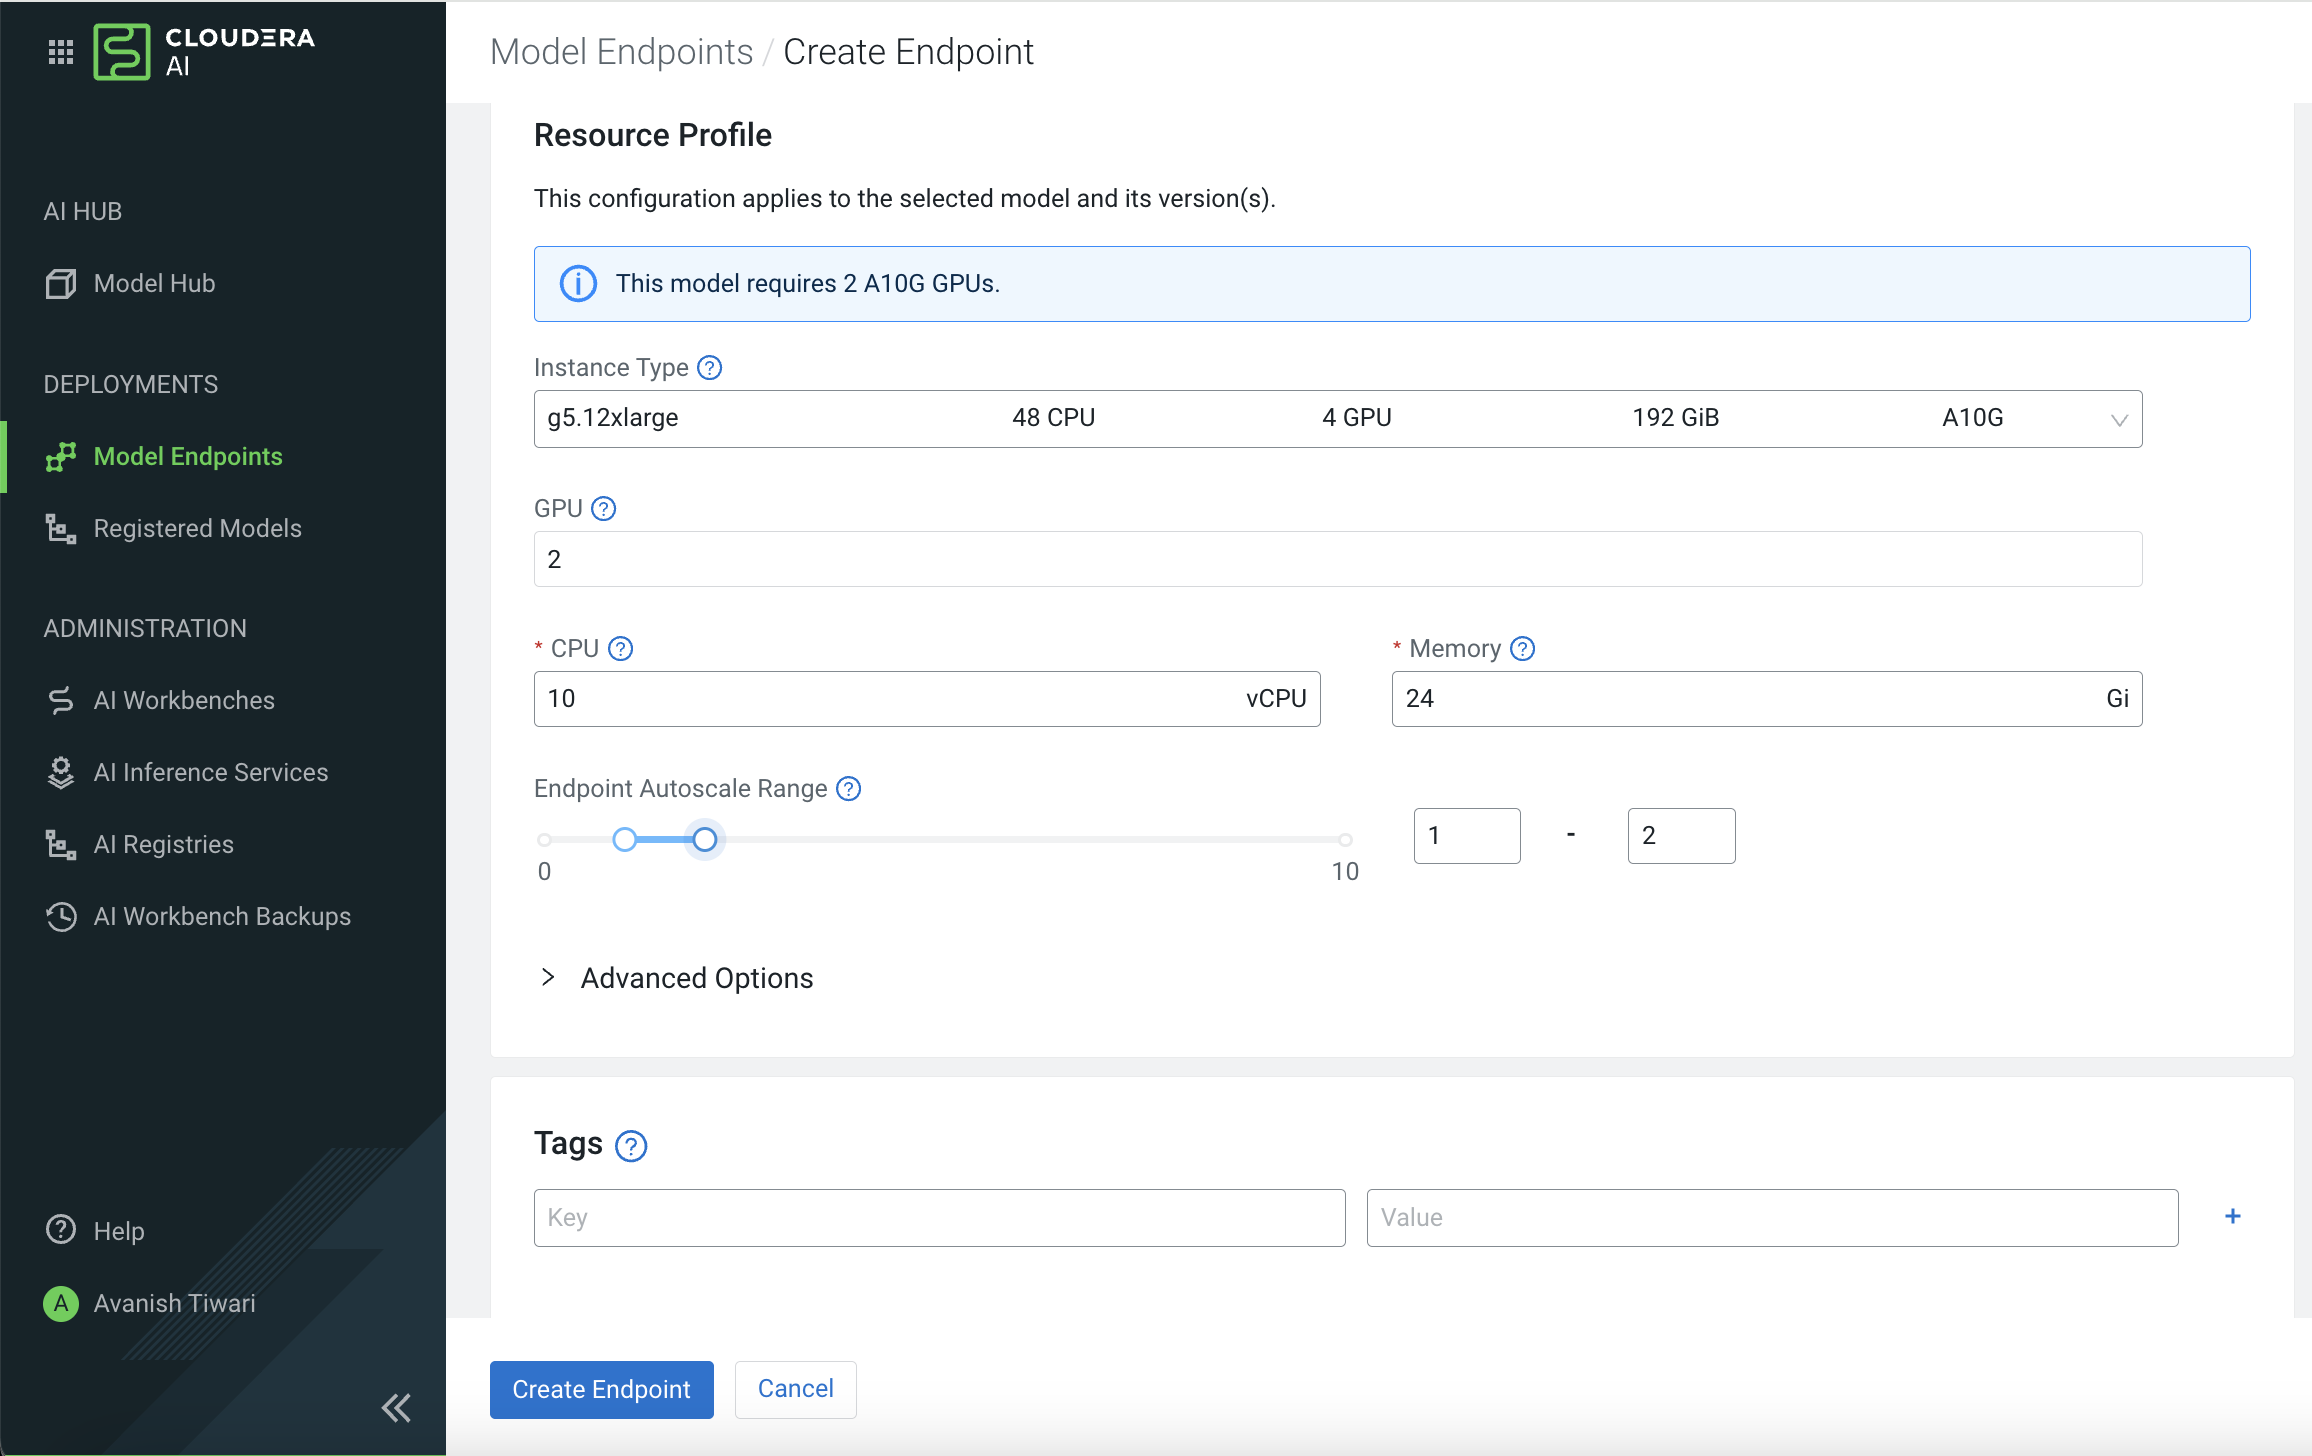 CLOUDERA
AI
AI HUB
Model Hub
DEPLOYMENTS
Model Endpoints
Registered Models
ADMINISTRATION
AI Workbenches
AI Inference Services
AI Registries
AI Workbench Backups
Help
A Avanish Tiwari
Model Endpoints / Create Endpoint
Resource Profile
This configuration applies to the selected model and its version(s).
This model requires 2 A10G GPUs.
Instance Type ?
g5.12xlarge 48 CPU 4 GPU 192 GiB A10G
GPU ?
2
* CPU ? * Memory ?
10 vCPU 24 Gi
Endpoint Autoscale Range ?
1 - 2
0 10
> Advanced Options
Tags ?
Key Value +
Create Endpoint Cancel